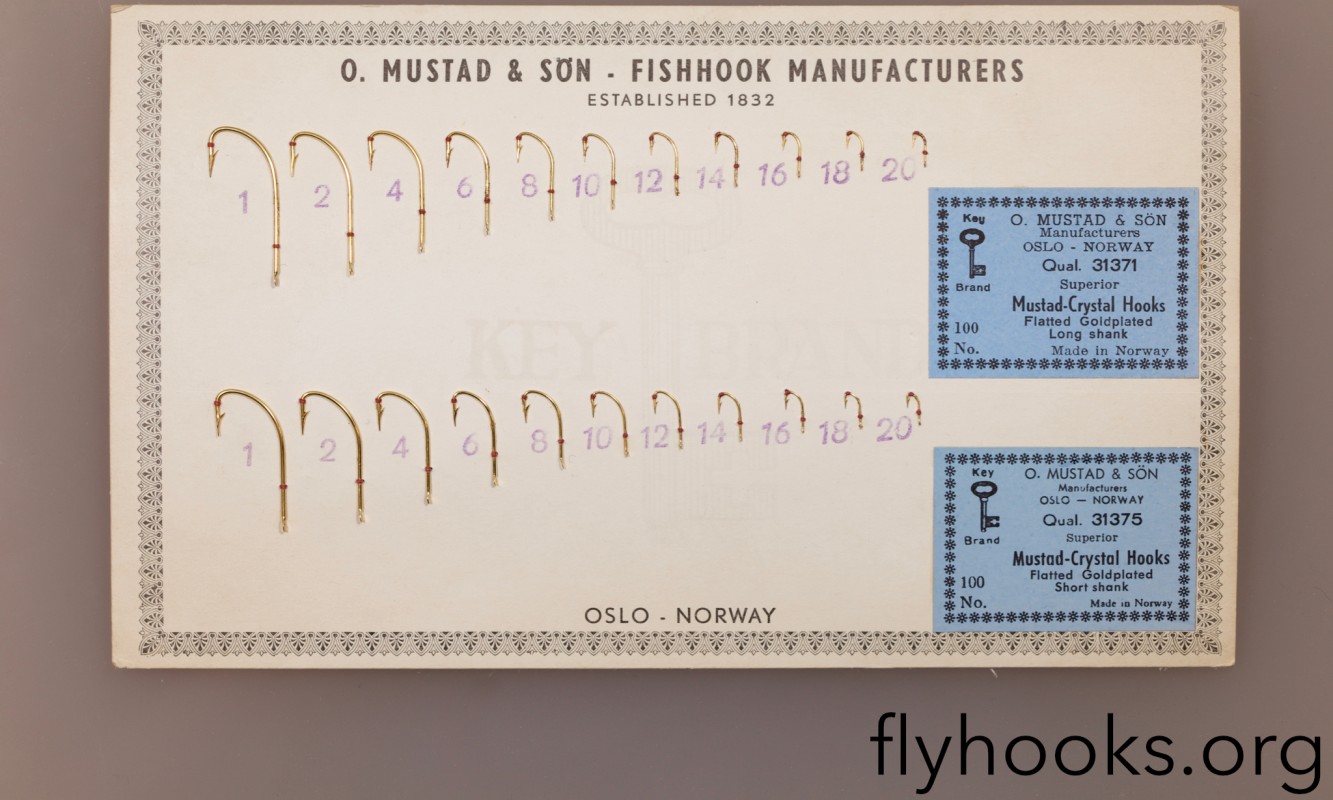 O. MUSTAD & SÖN - FISHHOOK MANUFACTURERS
ESTABLISHED 1832
1 2 4 6 8 10 12 14 16 18 20
Key
Brand
100
No.
O. MUSTAD & SÖN
Manufacturers
OSLO - NORWAY
Qual. 31371
Superior
Mustad-Crystal Hooks
Flatted Goldplated
Long shank
Made in Norway
KEY BRAND
1 2 4 6 8 10 12 14 16 18 20
Key
Brand
100
No.
O. MUSTAD & SÖN
Manufacturers
OSLO — NORWAY
Qual. 31375
Superior
Mustad-Crystal Hooks
Flatted Goldplated
Short shank
Made in Norway
OSLO - NORWAY
flyhooks.org